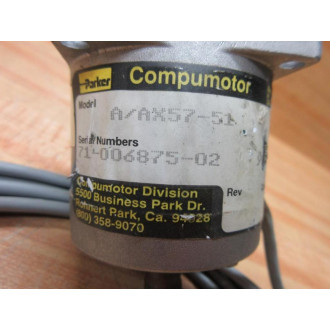 Parker Compumotor
Model
A/AX57-51
Serial Numbers
71-006875-02
Rev
Compumotor Division
5500 Business Park Dr.
Rohnert Park, Ca. 94928
(800) 358-9070